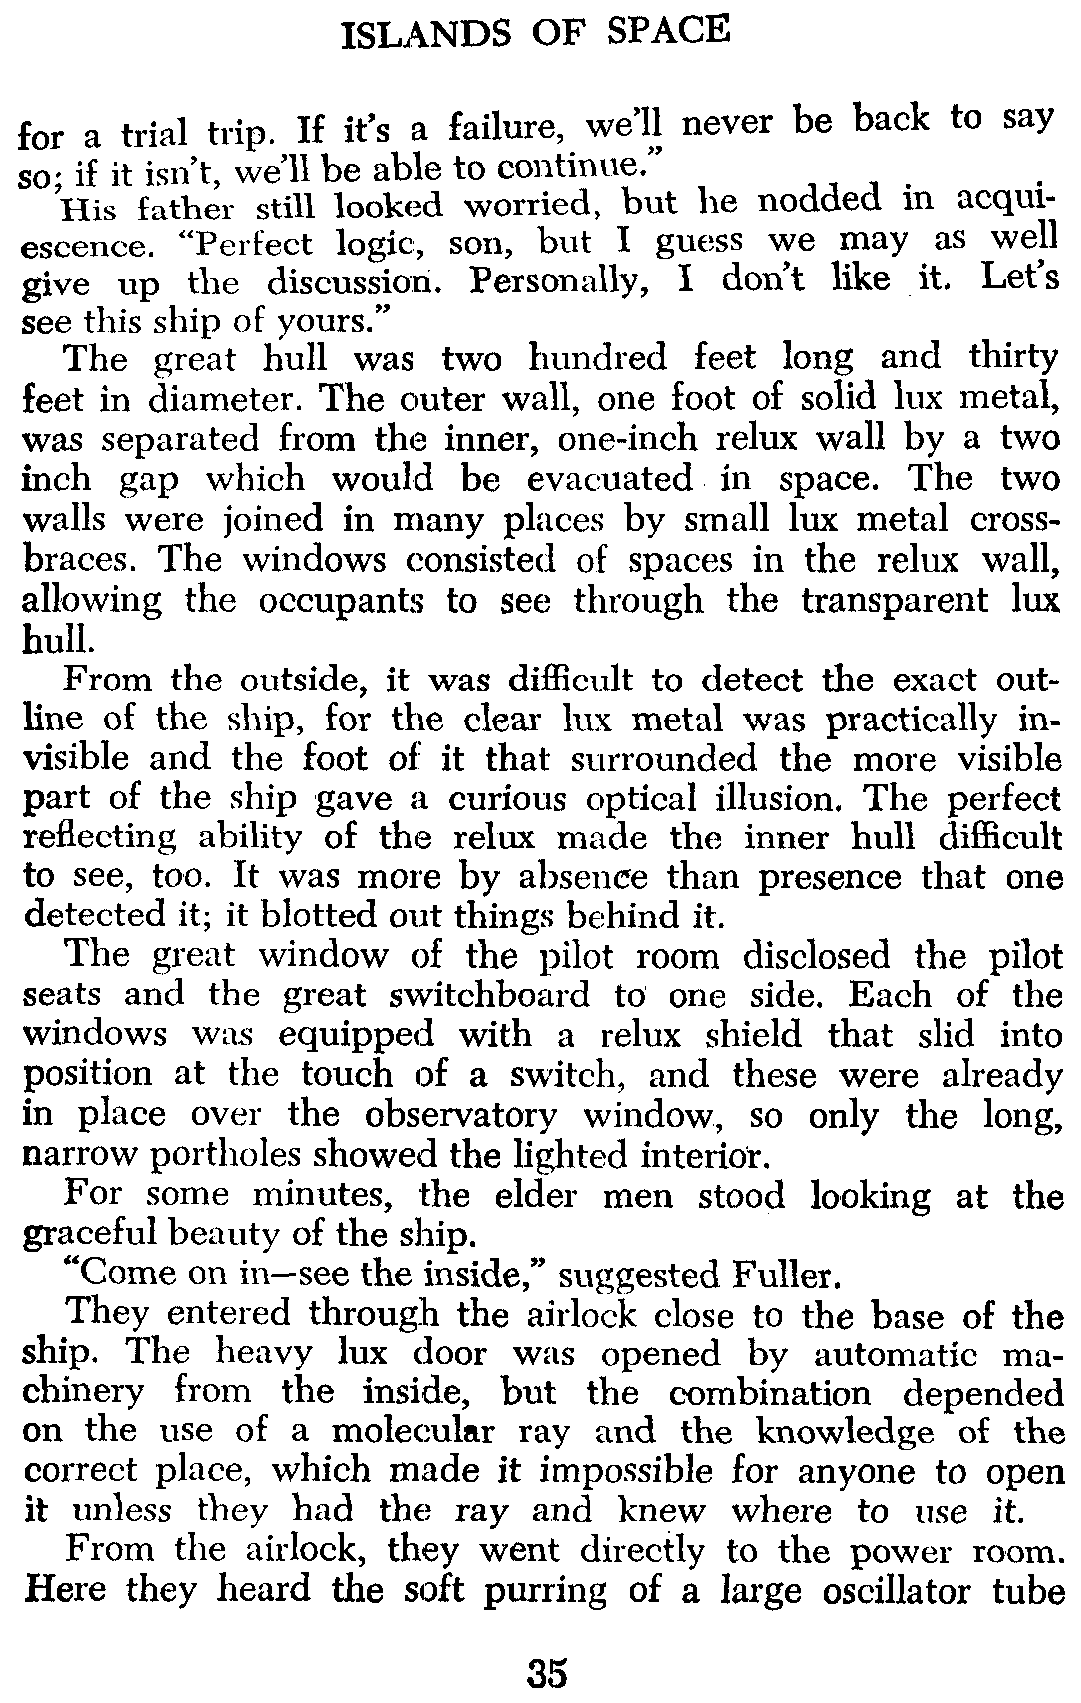 ISLANDS OF SPACE
for a trial trip. If it's a failure, we'll never be back to say
so; if it isn't, we'll be able to continue."
His father still looked worried, but he nodded in acqui-
escence. "Perfect logic, son, but I guess we may as well
give up the discussion. Personally, I don't like it. Let's
see this ship of yours."
The great hull was two hundred feet long and thirty
feet in diameter. The outer wall, one foot of solid lux metal,
was separated from the inner, one-inch relux wall by a two
inch gap which would be evacuated in space. The two
walls were joined in many places by small lux metal cross-
braces. The windows consisted of spaces in the relux wall,
allowing the occupants to see through the transparent lux
hull.
From the outside, it was difficult to detect the exact out-
line of the ship, for the clear lux metal was practically in-
visible and the foot of it that surrounded the more visible
part of the ship gave a curious optical illusion. The perfect
reflecting ability of the relux made the inner hull difficult
to see, too. It was more by absence than presence that one
detected it; it blotted out things behind it.
The great window of the pilot room disclosed the pilot
seats and the great switchboard to one side. Each of the
windows was equipped with a relux shield that slid into
position at the touch of a switch, and these were already
in place over the observatory window, so only the long,
narrow portholes showed the lighted interior.
For some minutes, the elder men stood looking at the
graceful beauty of the ship.
"Come on in—see the inside," suggested Fuller.
They entered through the airlock close to the base of the
ship. The heavy lux door was opened by automatic ma-
chinery from the inside, but the combination depended
on the use of a molecular ray and the knowledge of the
correct place, which made it impossible for anyone to open
it unless they had the ray and knew where to use it.
From the airlock, they went directly to the power room.
Here they heard the soft purring of a large oscillator tube
35